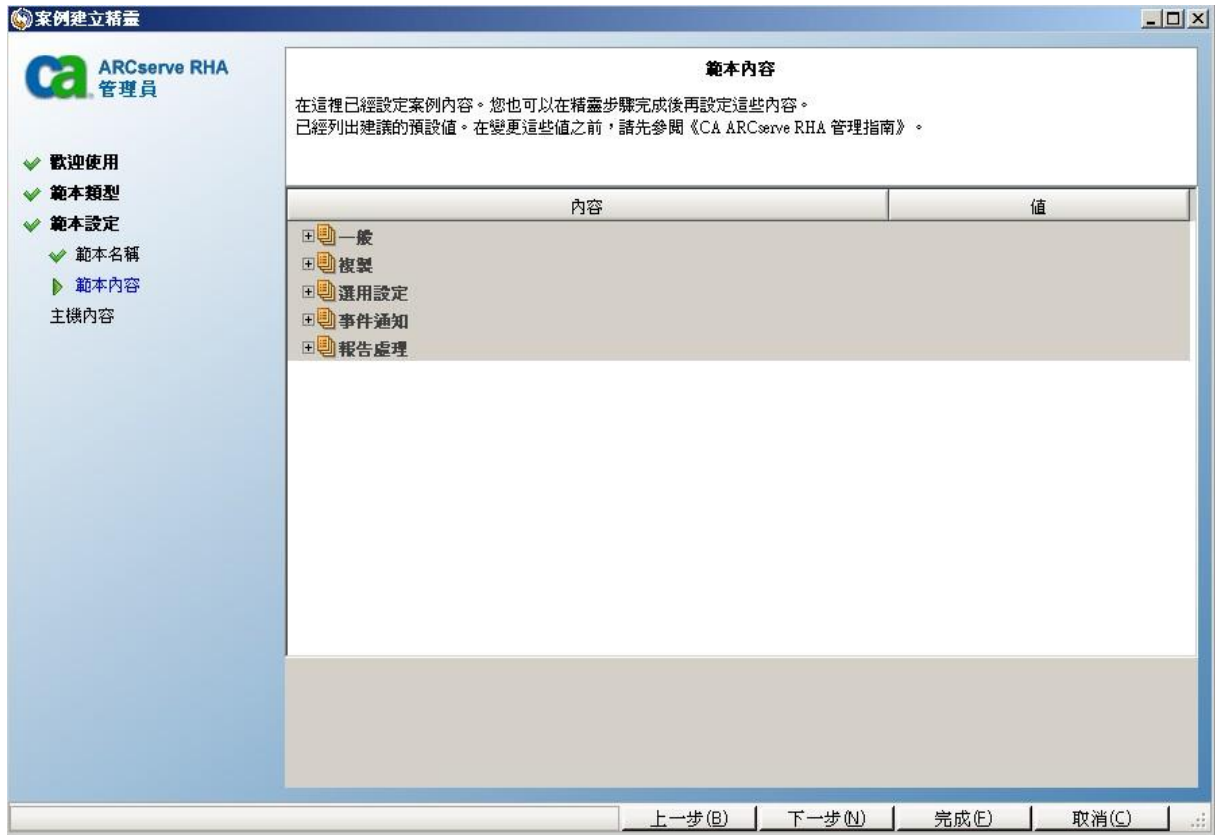 案例建立精靈
ca
ARCserve RHA
管理員
歡迎使用
範本類型
範本設定
範本名稱
範本內容
主機內容
範本內容
在這裡已經設定案例內容。您也可以在精靈步驟完成後再設定這些內容。
已經列出建議的預設值。在變更這些值之前，請先參閱《CA ARCserve RHA 管理指南》。
內容 值
一般
複製
選用設定
事件通知
報告處理
上一步(B) 下一步(N) 完成(F) 取消(C)